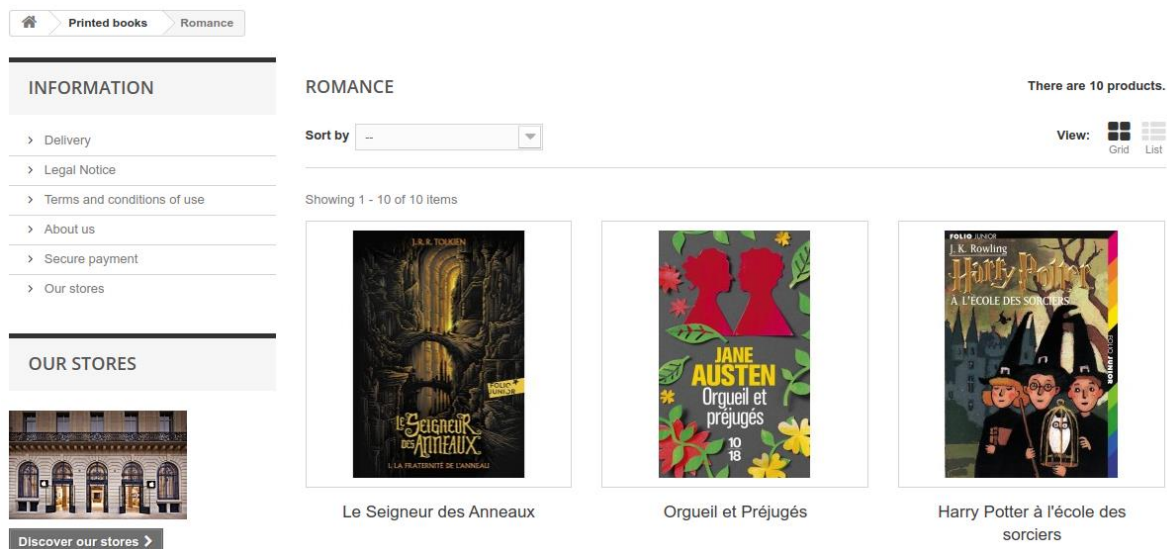 Printed books
Romance
INFORMATION
Delivery
Legal Notice
Terms and conditions of use
About us
Secure payment
Our stores
OUR STORES
Discover our stores
ROMANCE
There are 10 products.
Sort by --
View:
Grid List
Showing 1 - 10 of 10 items
J.R.R. TOLKIEN
FOLIO+
JUNIOR
LE SEIGNEUR
DES ANNEAUX
I. LA FRATERNITÉ DE L'ANNEAU
Le Seigneur des Anneaux
JANE
AUSTEN
Orgueil et
préjugés
10
18
Orgueil et Préjugés
FOLIO JUNIOR
J. K. Rowling
Harry Potter
À L'ÉCOLE DES SORCIERS
FOLIO JUNIOR
Harry Potter à l'école des
sorciers